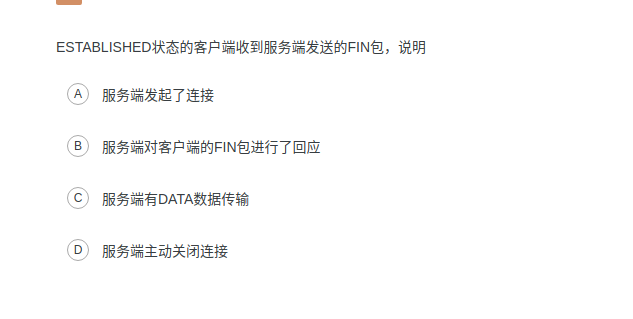 ESTABLISHED状态的客户端收到服务端发送的FIN包，说明
A 服务端发起了连接
B 服务端对客户端的FIN包进行了回应
C 服务端有DATA数据传输
D 服务端主动关闭连接